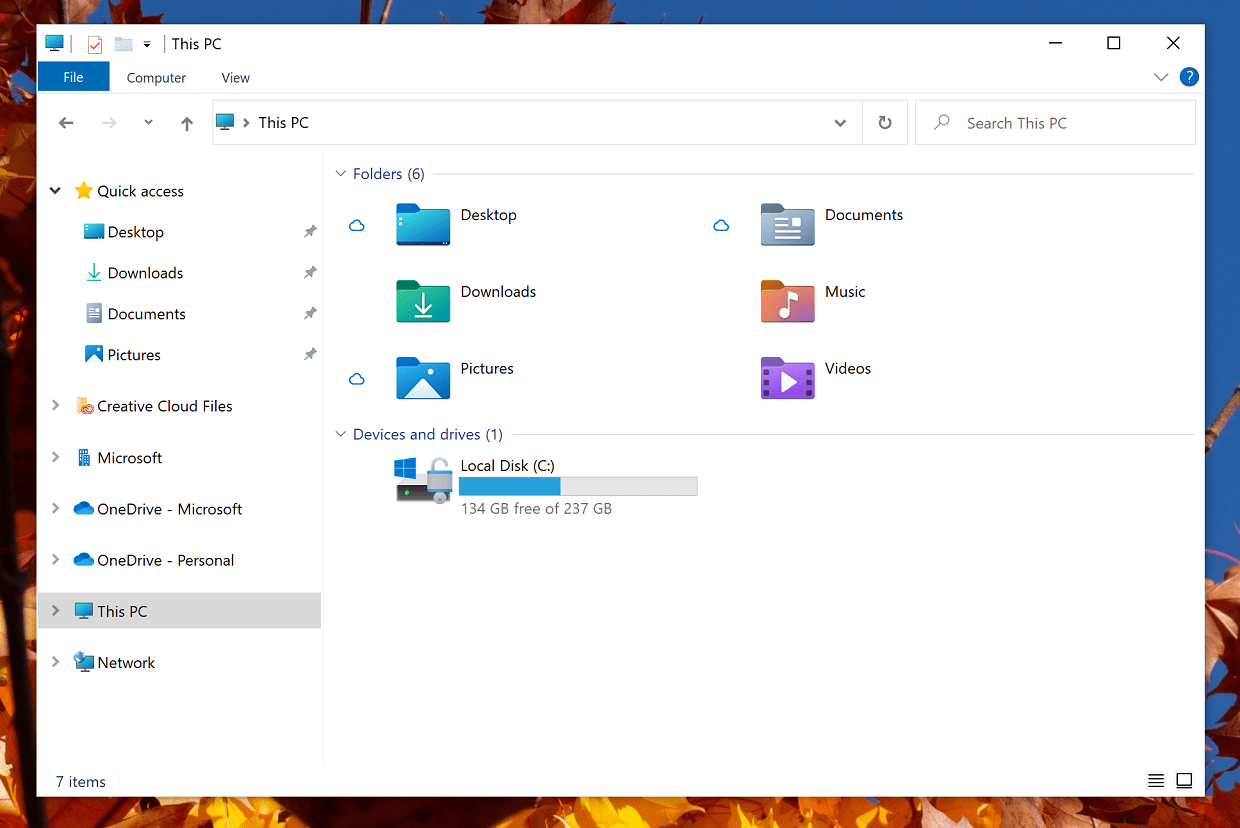 This PC
File Computer View ?
This PC
Search This PC
Quick access
Desktop
Downloads
Documents
Pictures
Creative Cloud Files
Microsoft
OneDrive - Microsoft
OneDrive - Personal
This PC
Network
Folders (6)
Desktop
Documents
Downloads
Music
Pictures
Videos
Devices and drives (1)
Local Disk (C:)
134 GB free of 237 GB
7 items